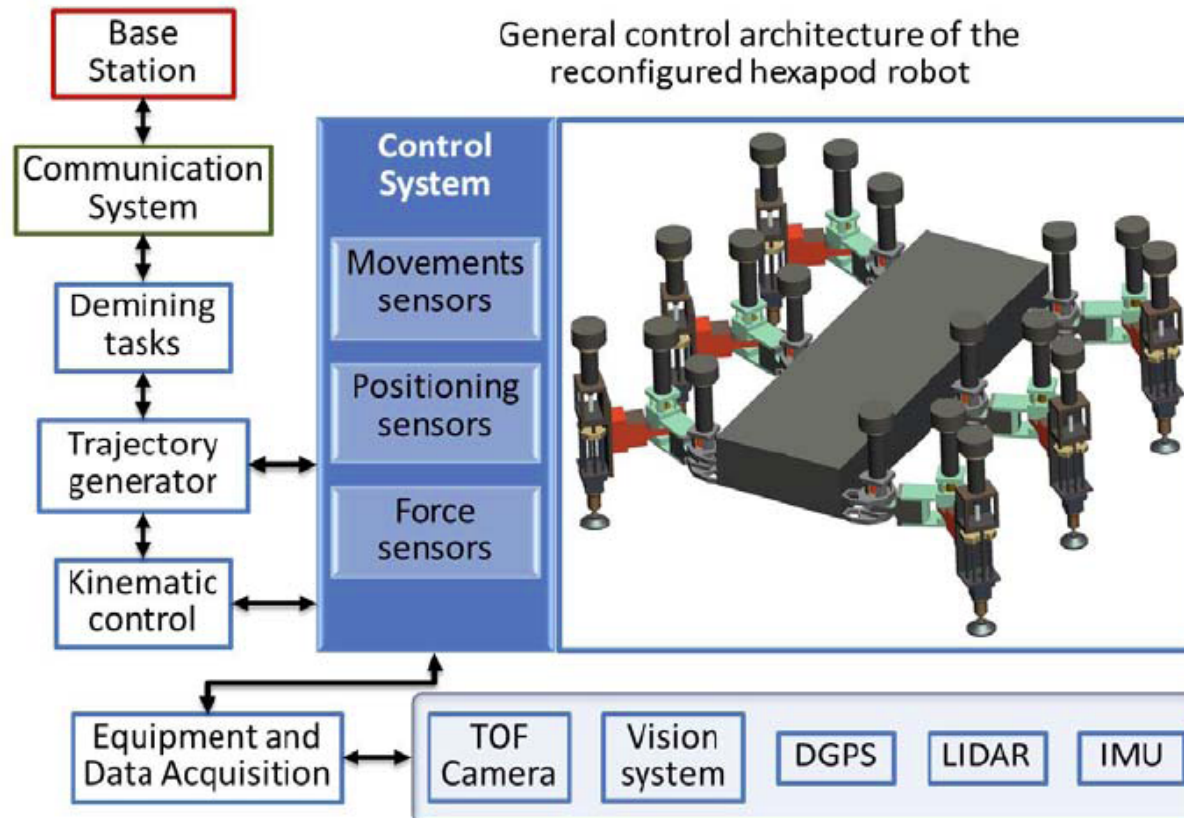 General control architecture of the
reconfigured hexapod robot
Base
Station
Communication
System
Demining
tasks
Trajectory
generator
Kinematic
control
Control
System
Movements
sensors
Positioning
sensors
Force
sensors
Equipment and
Data Acquisition
TOF
Camera
Vision
system
DGPS
LIDAR
IMU